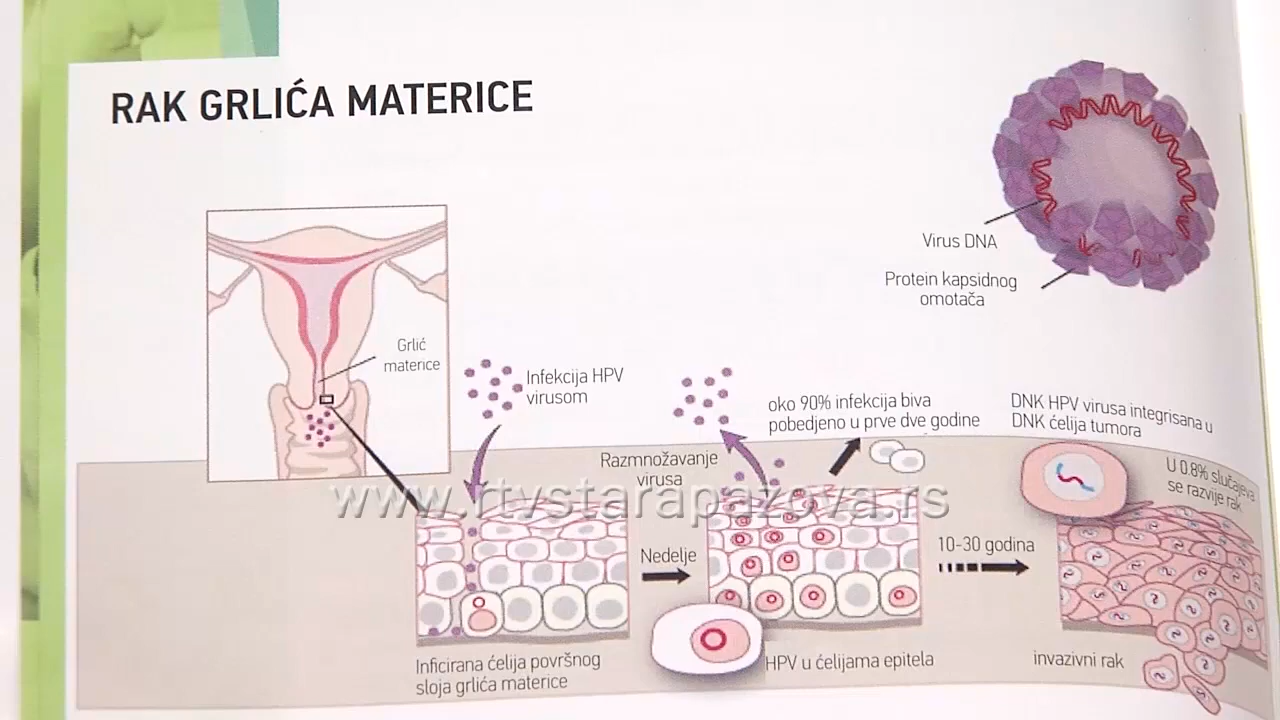 RAK GRLIĆA MATERICE
Virus DNA
Protein kapsidnog
omotača
Grlić
materice
Infekcija HPV
virusom
oko 90% infekcija biva
pobedjeno u prve dve godine
DNK HPV virusa integrisana u
DNK ćelija tumora
Razmnožavanje
virusa
U 0.8% slučajeva
se razvije rak
www.rtvstarapazova.rs
Nedelje
10-30 godina
Inficirana ćelija površnog
sloja grlića materice
HPV u ćelijama epitela
invazivni rak